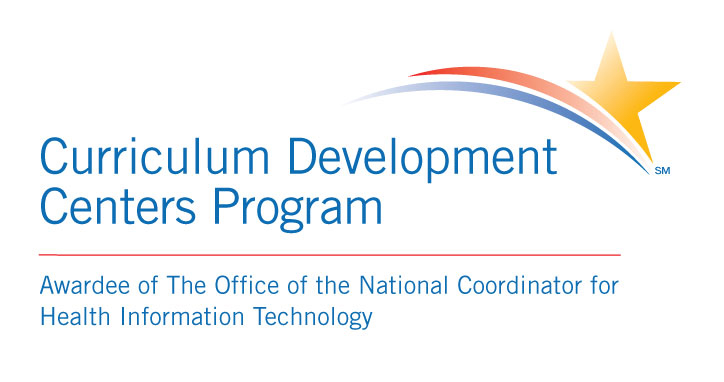 Curriculum Development
Centers Program
SM
Awardee of The Office of the National Coordinator for
Health Information Technology